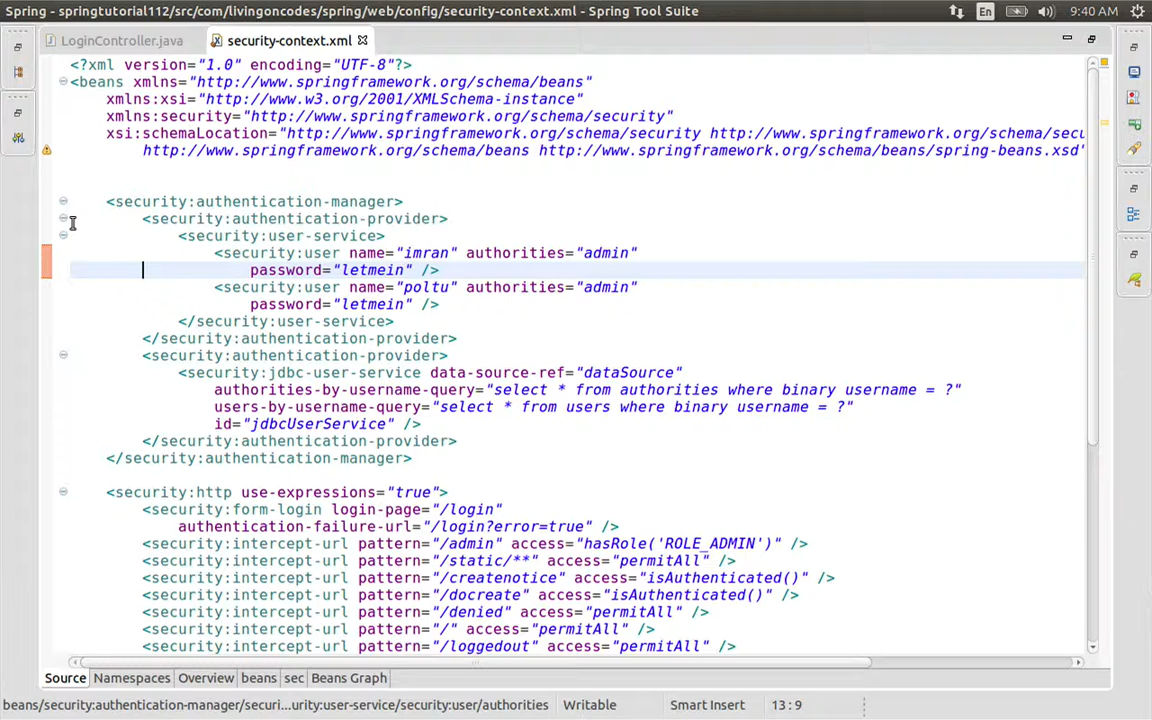 Spring - springtutorial112/src/com/livingoncodes/spring/web/config/security-context.xml - Spring Tool Suite
En
9:40 AM
LoginController.java
security-context.xml
<?xml version="1.0" encoding="UTF-8"?>
<beans xmlns="http://www.springframework.org/schema/beans"
xmlns:xsi="http://www.w3.org/2001/XMLSchema-instance"
xmlns:security="http://www.springframework.org/schema/security"
xsi:schemaLocation="http://www.springframework.org/schema/security http://www.springframework.org/schema/secu
http://www.springframework.org/schema/beans http://www.springframework.org/schema/beans/spring-beans.xsd"
<security:authentication-manager>
<security:authentication-provider>
<security:user-service>
<security:user name="imran" authorities="admin"
password="letmein" />
<security:user name="poltu" authorities="admin"
password="letmein" />
</security:user-service>
</security:authentication-provider>
<security:authentication-provider>
<security:jdbc-user-service data-source-ref="dataSource"
authorities-by-username-query="select * from authorities where binary username = ?"
users-by-username-query="select * from users where binary username = ?"
id="jdbcUserService" />
</security:authentication-provider>
</security:authentication-manager>
<security:http use-expressions="true">
<security:form-login login-page="/login"
authentication-failure-url="/login?error=true" />
<security:intercept-url pattern="/admin" access="hasRole('ROLE_ADMIN')" />
<security:intercept-url pattern="/static/**" access="permitAll" />
<security:intercept-url pattern="/createnotice" access="isAuthenticated()" />
<security:intercept-url pattern="/docreate" access="isAuthenticated()" />
<security:intercept-url pattern="/denied" access="permitAll" />
<security:intercept-url pattern="/" access="permitAll" />
<security:intercept-url pattern="/loggedout" access="permitAll" />
Source Namespaces Overview beans sec Beans Graph
beans/security:authentication-manager/securi...urity:user-service/security:user/authorities Writable Smart Insert 13 : 9